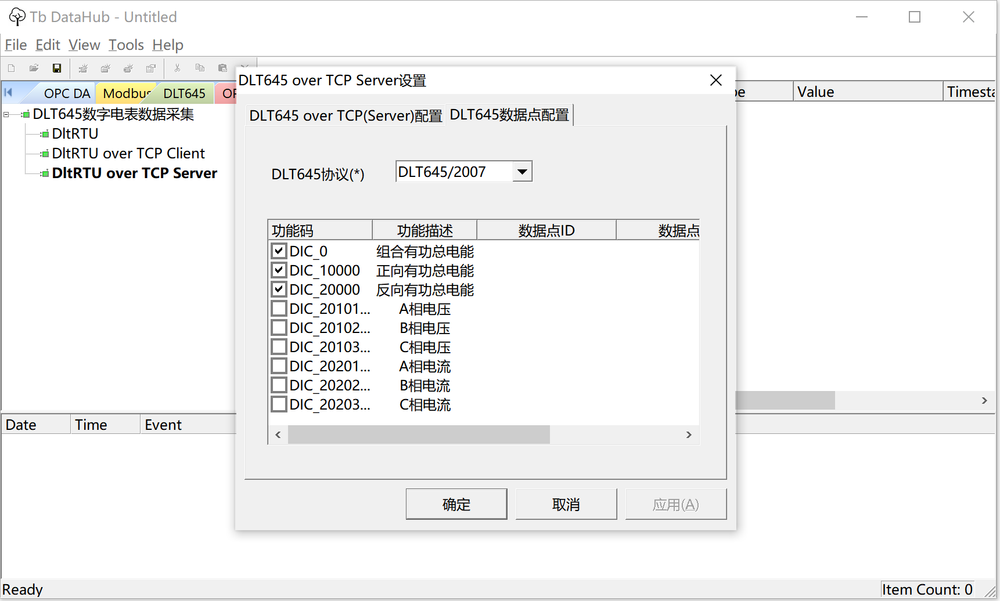 Tb DataHub - Untitled
File Edit View Tools Help
OPC DA Modbus DLT645 OP
DLT645数字电表数据采集
DltRTU
DltRTU over TCP Client
DltRTU over TCP Server
DLT645 over TCP Server设置
DLT645 over TCP(Server)配置 DLT645数据点配置
DLT645协议(*) DLT645/2007
功能码 功能描述 数据点ID 数据点
DIC_0 组合有功总电能
DIC_10000 正向有功总电能
DIC_20000 反向有功总电能
DIC_20101... A相电压
DIC_20102... B相电压
DIC_20103... C相电压
DIC_20201... A相电流
DIC_20202... B相电流
DIC_20203... C相电流
确定 取消 应用(A)
Value Timesta
Date Time Event
Ready Item Count: 0